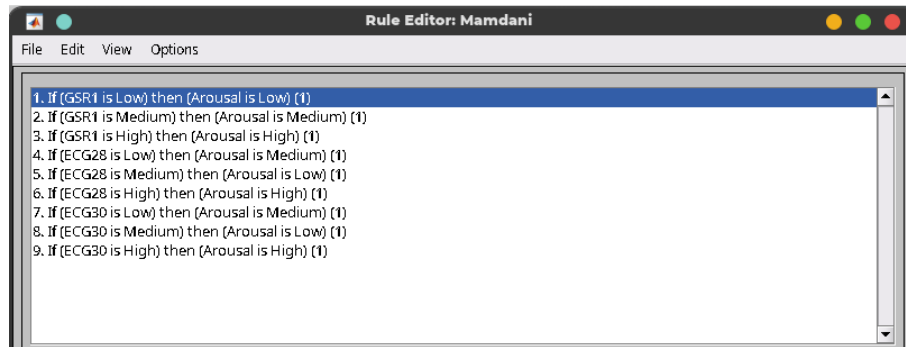 Rule Editor: Mamdani
File Edit View Options
1. If (GSR1 is Low) then (Arousal is Low) (1)
2. If (GSR1 is Medium) then (Arousal is Medium) (1)
3. If (GSR1 is High) then (Arousal is High) (1)
4. If (ECG28 is Low) then (Arousal is Medium) (1)
5. If (ECG28 is Medium) then (Arousal is Low) (1)
6. If (ECG28 is High) then (Arousal is High) (1)
7. If (ECG30 is Low) then (Arousal is Medium) (1)
8. If (ECG30 is Medium) then (Arousal is Low) (1)
9. If (ECG30 is High) then (Arousal is High) (1)